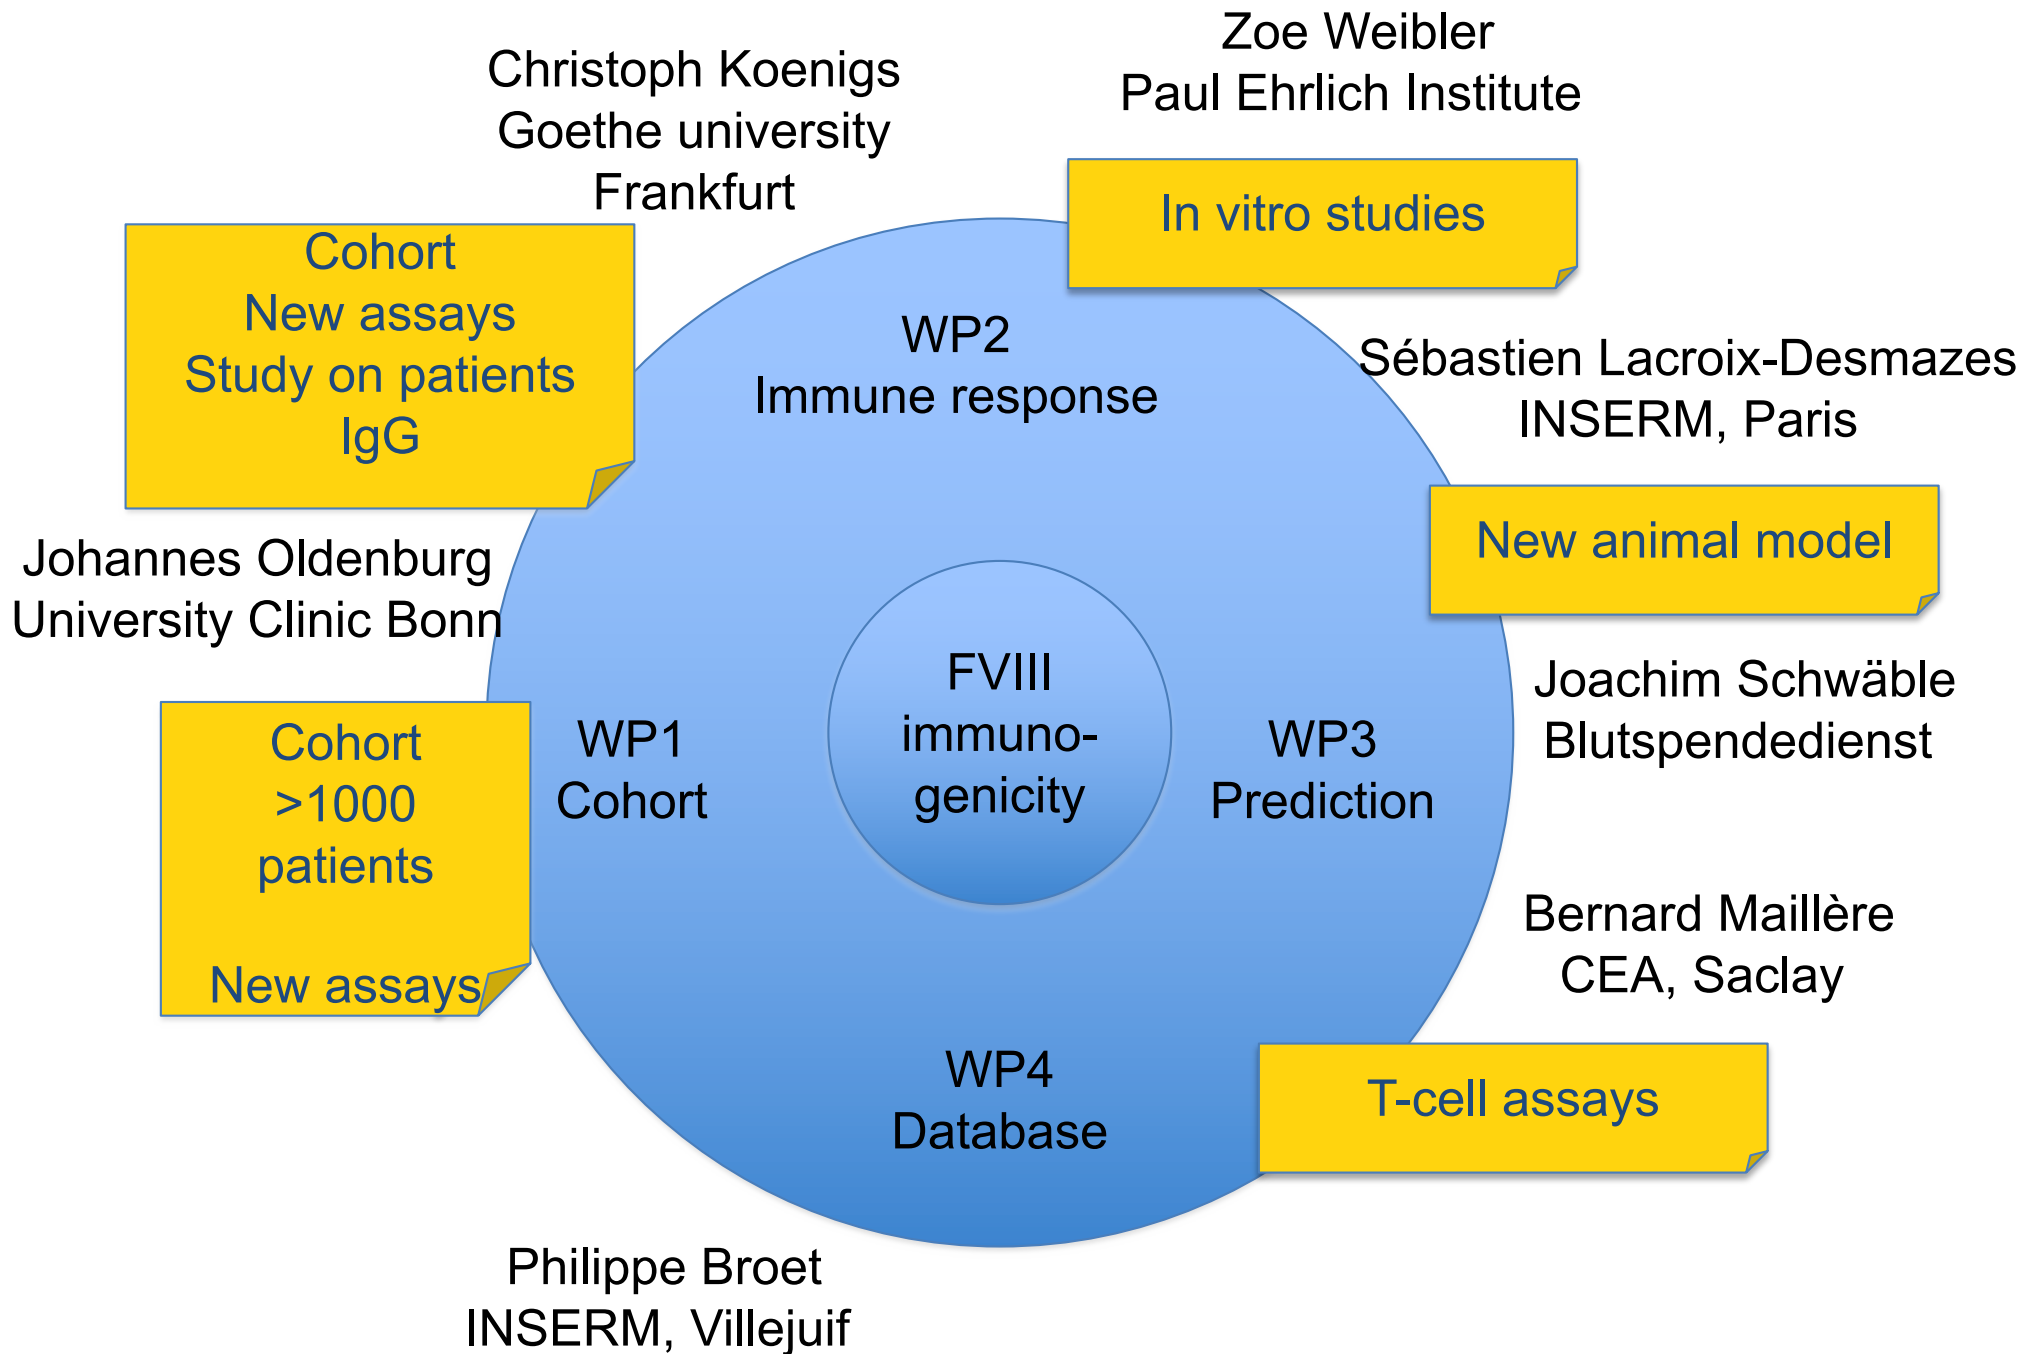 Zoe Weibler
Paul Ehrlich Institute
Christoph Koenigs
Goethe university
Frankfurt
In vitro studies
Cohort
New assays
Study on patients
IgG
WP2
Immune response
Sébastien Lacroix-Desmazes
INSERM, Paris
New animal model
Johannes Oldenburg
University Clinic Bonn
FVIII
immuno-
genicity
Joachim Schwäble
Blutspendedienst
Cohort
>1000
patients
New assays
WP1
Cohort
WP3
Prediction
Bernard Maillère
CEA, Saclay
WP4
Database
T-cell assays
Philippe Broet
INSERM, Villejuif